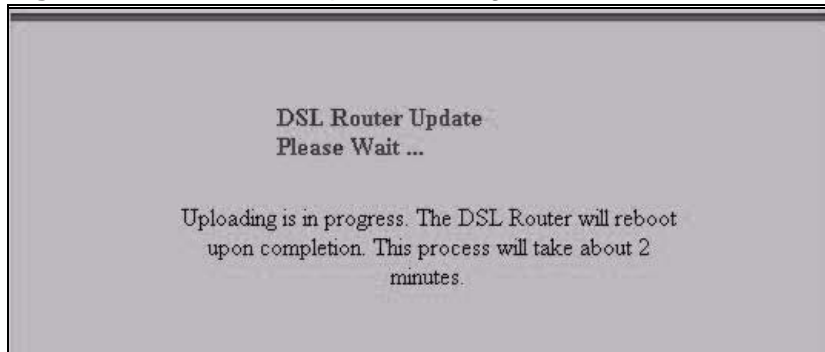 DSL Router Update
Please Wait ...
Uploading is in progress. The DSL Router will reboot
upon completion. This process will take about 2
minutes.